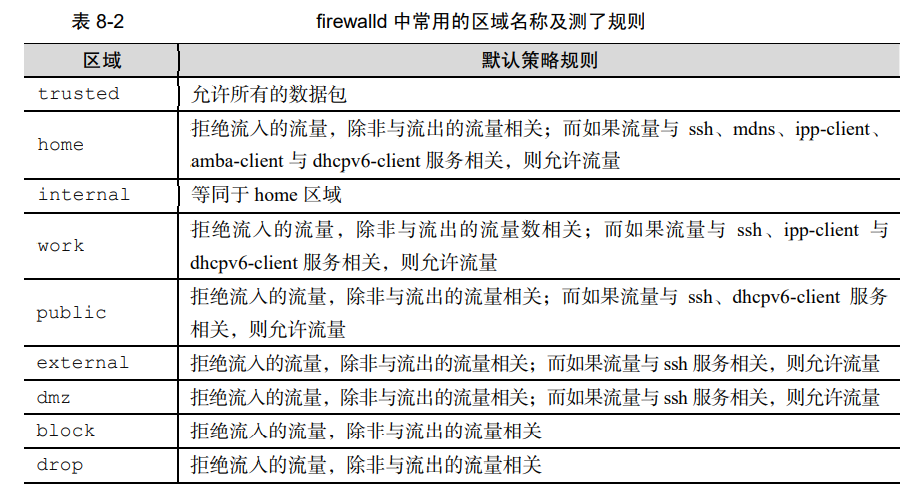 表 8-2 firewalld 中常用的区域名称及测了规则
区域 默认策略规则
trusted 允许所有的数据包
home 拒绝流入的流量，除非与流出的流量相关；而如果流量与 ssh、mdns、ipp-client、
amba-client 与 dhcpv6-client 服务相关，则允许流量
internal 等同于 home 区域
work 拒绝流入的流量，除非与流出的流量数相关；而如果流量与 ssh、ipp-client 与
dhcpv6-client 服务相关，则允许流量
public 拒绝流入的流量，除非与流出的流量相关；而如果流量与 ssh、dhcpv6-client 服务
相关，则允许流量
external 拒绝流入的流量，除非与流出的流量相关；而如果流量与 ssh 服务相关，则允许流量
dmz 拒绝流入的流量，除非与流出的流量相关；而如果流量与 ssh 服务相关，则允许流量
block 拒绝流入的流量，除非与流出的流量相关
drop 拒绝流入的流量，除非与流出的流量相关